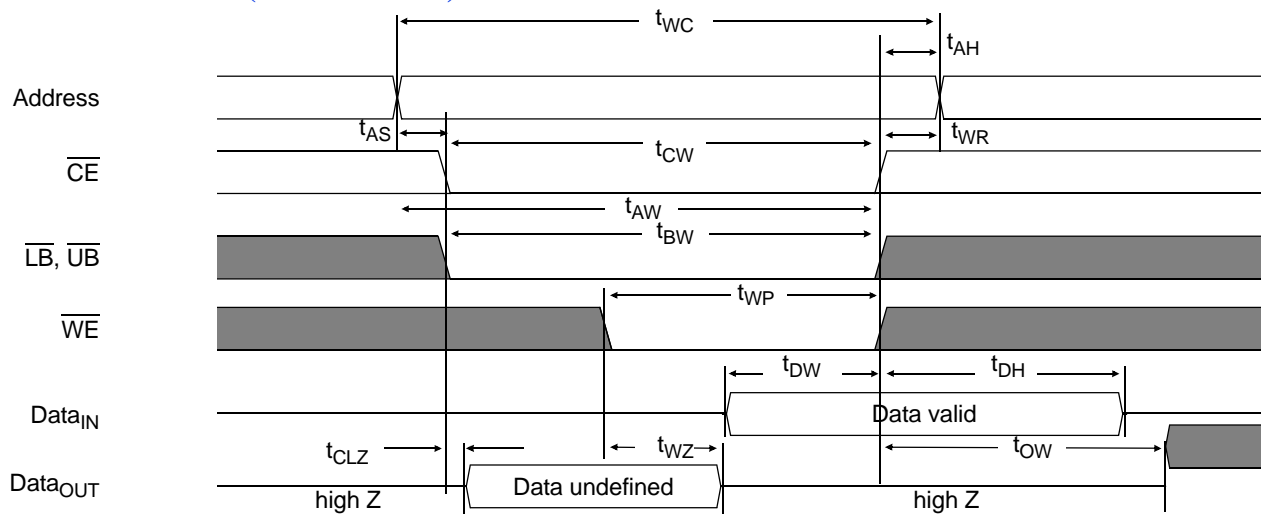 tWC
tAH
Address
tAS
tWR
tCW
CE
tAW
tBW
LB, UB
tWP
WE
tDW
tDH
DataIN
Data valid
tCLZ
tWZ
tOW
DataOUT
high Z
Data undefined
high Z